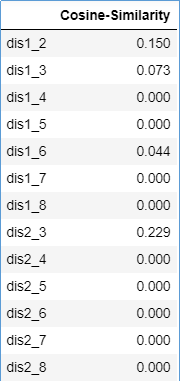 Cosine-Similarity
dis1_2 0.150
dis1_3 0.073
dis1_4 0.000
dis1_5 0.000
dis1_6 0.044
dis1_7 0.000
dis1_8 0.000
dis2_3 0.229
dis2_4 0.000
dis2_5 0.000
dis2_6 0.000
dis2_7 0.000
dis2_8 0.000